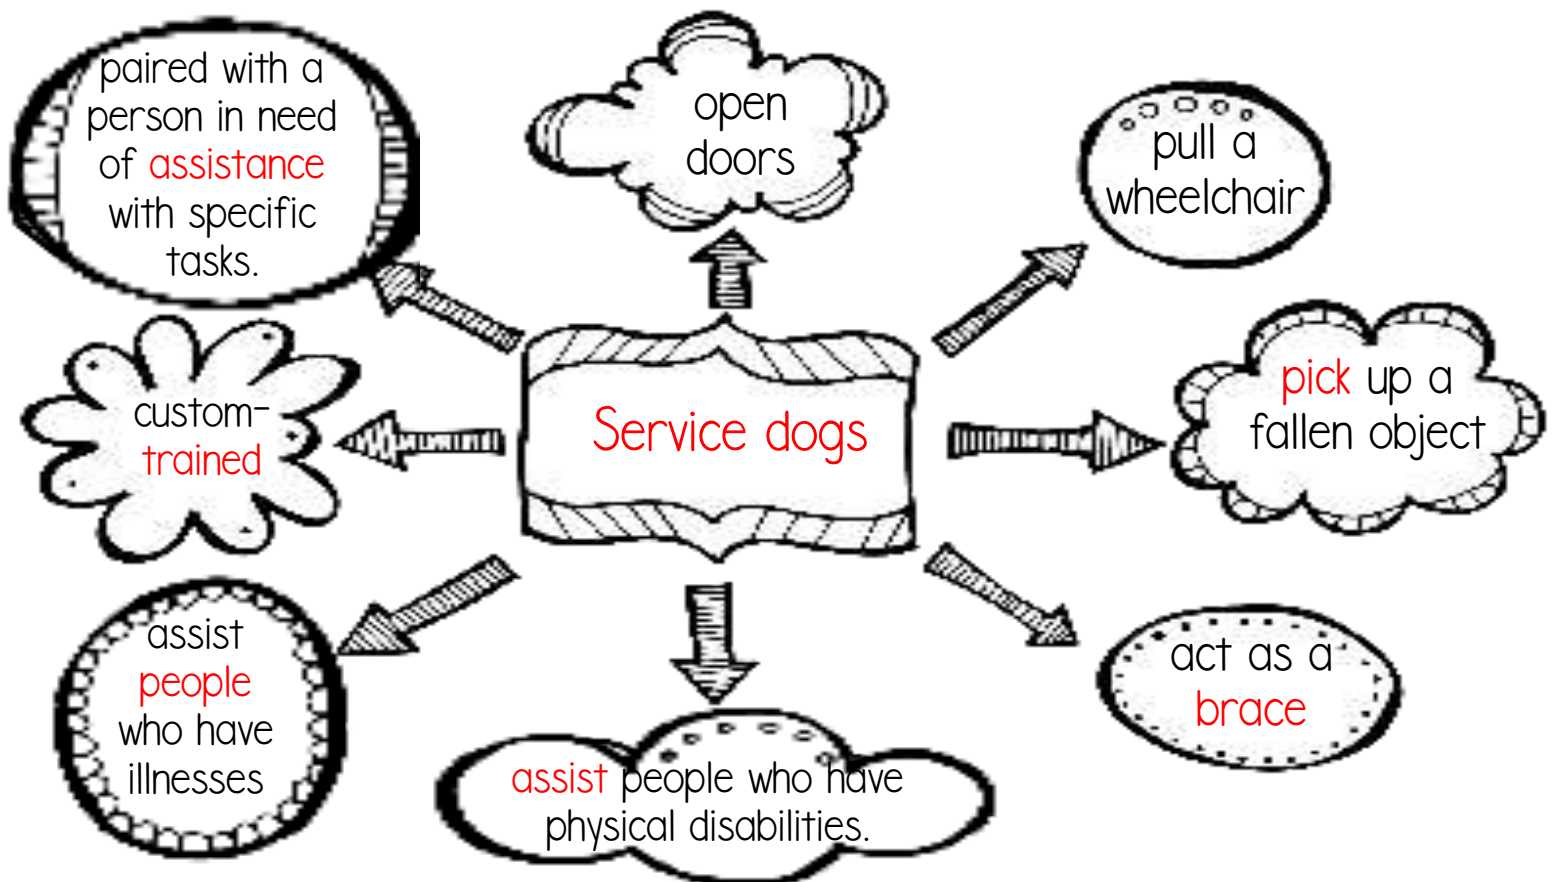 paired with a
person in need
of assistance
with specific
tasks.
open
doors
pull a
wheelchair
custom-
trained
Service dogs
pick up a
fallen object
assist
people
who have
illnesses
assist people who have
physical disabilities.
act as a
brace